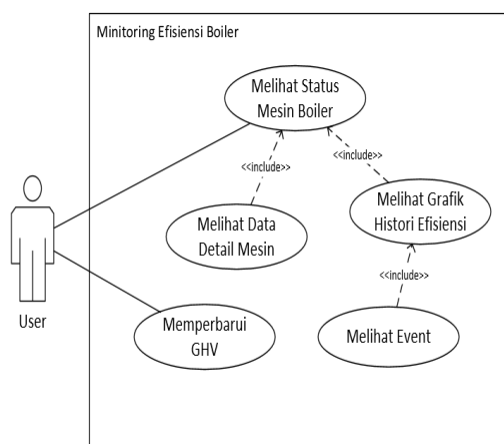 Minitoring Efisiensi Boiler
Melihat Status
Mesin Boiler
<<include>>
<<include>>
Melihat Data
Detail Mesin
Melihat Grafik
Histori Efisiensi
<<include>>
User
Memperbarui
GHV
Melihat Event